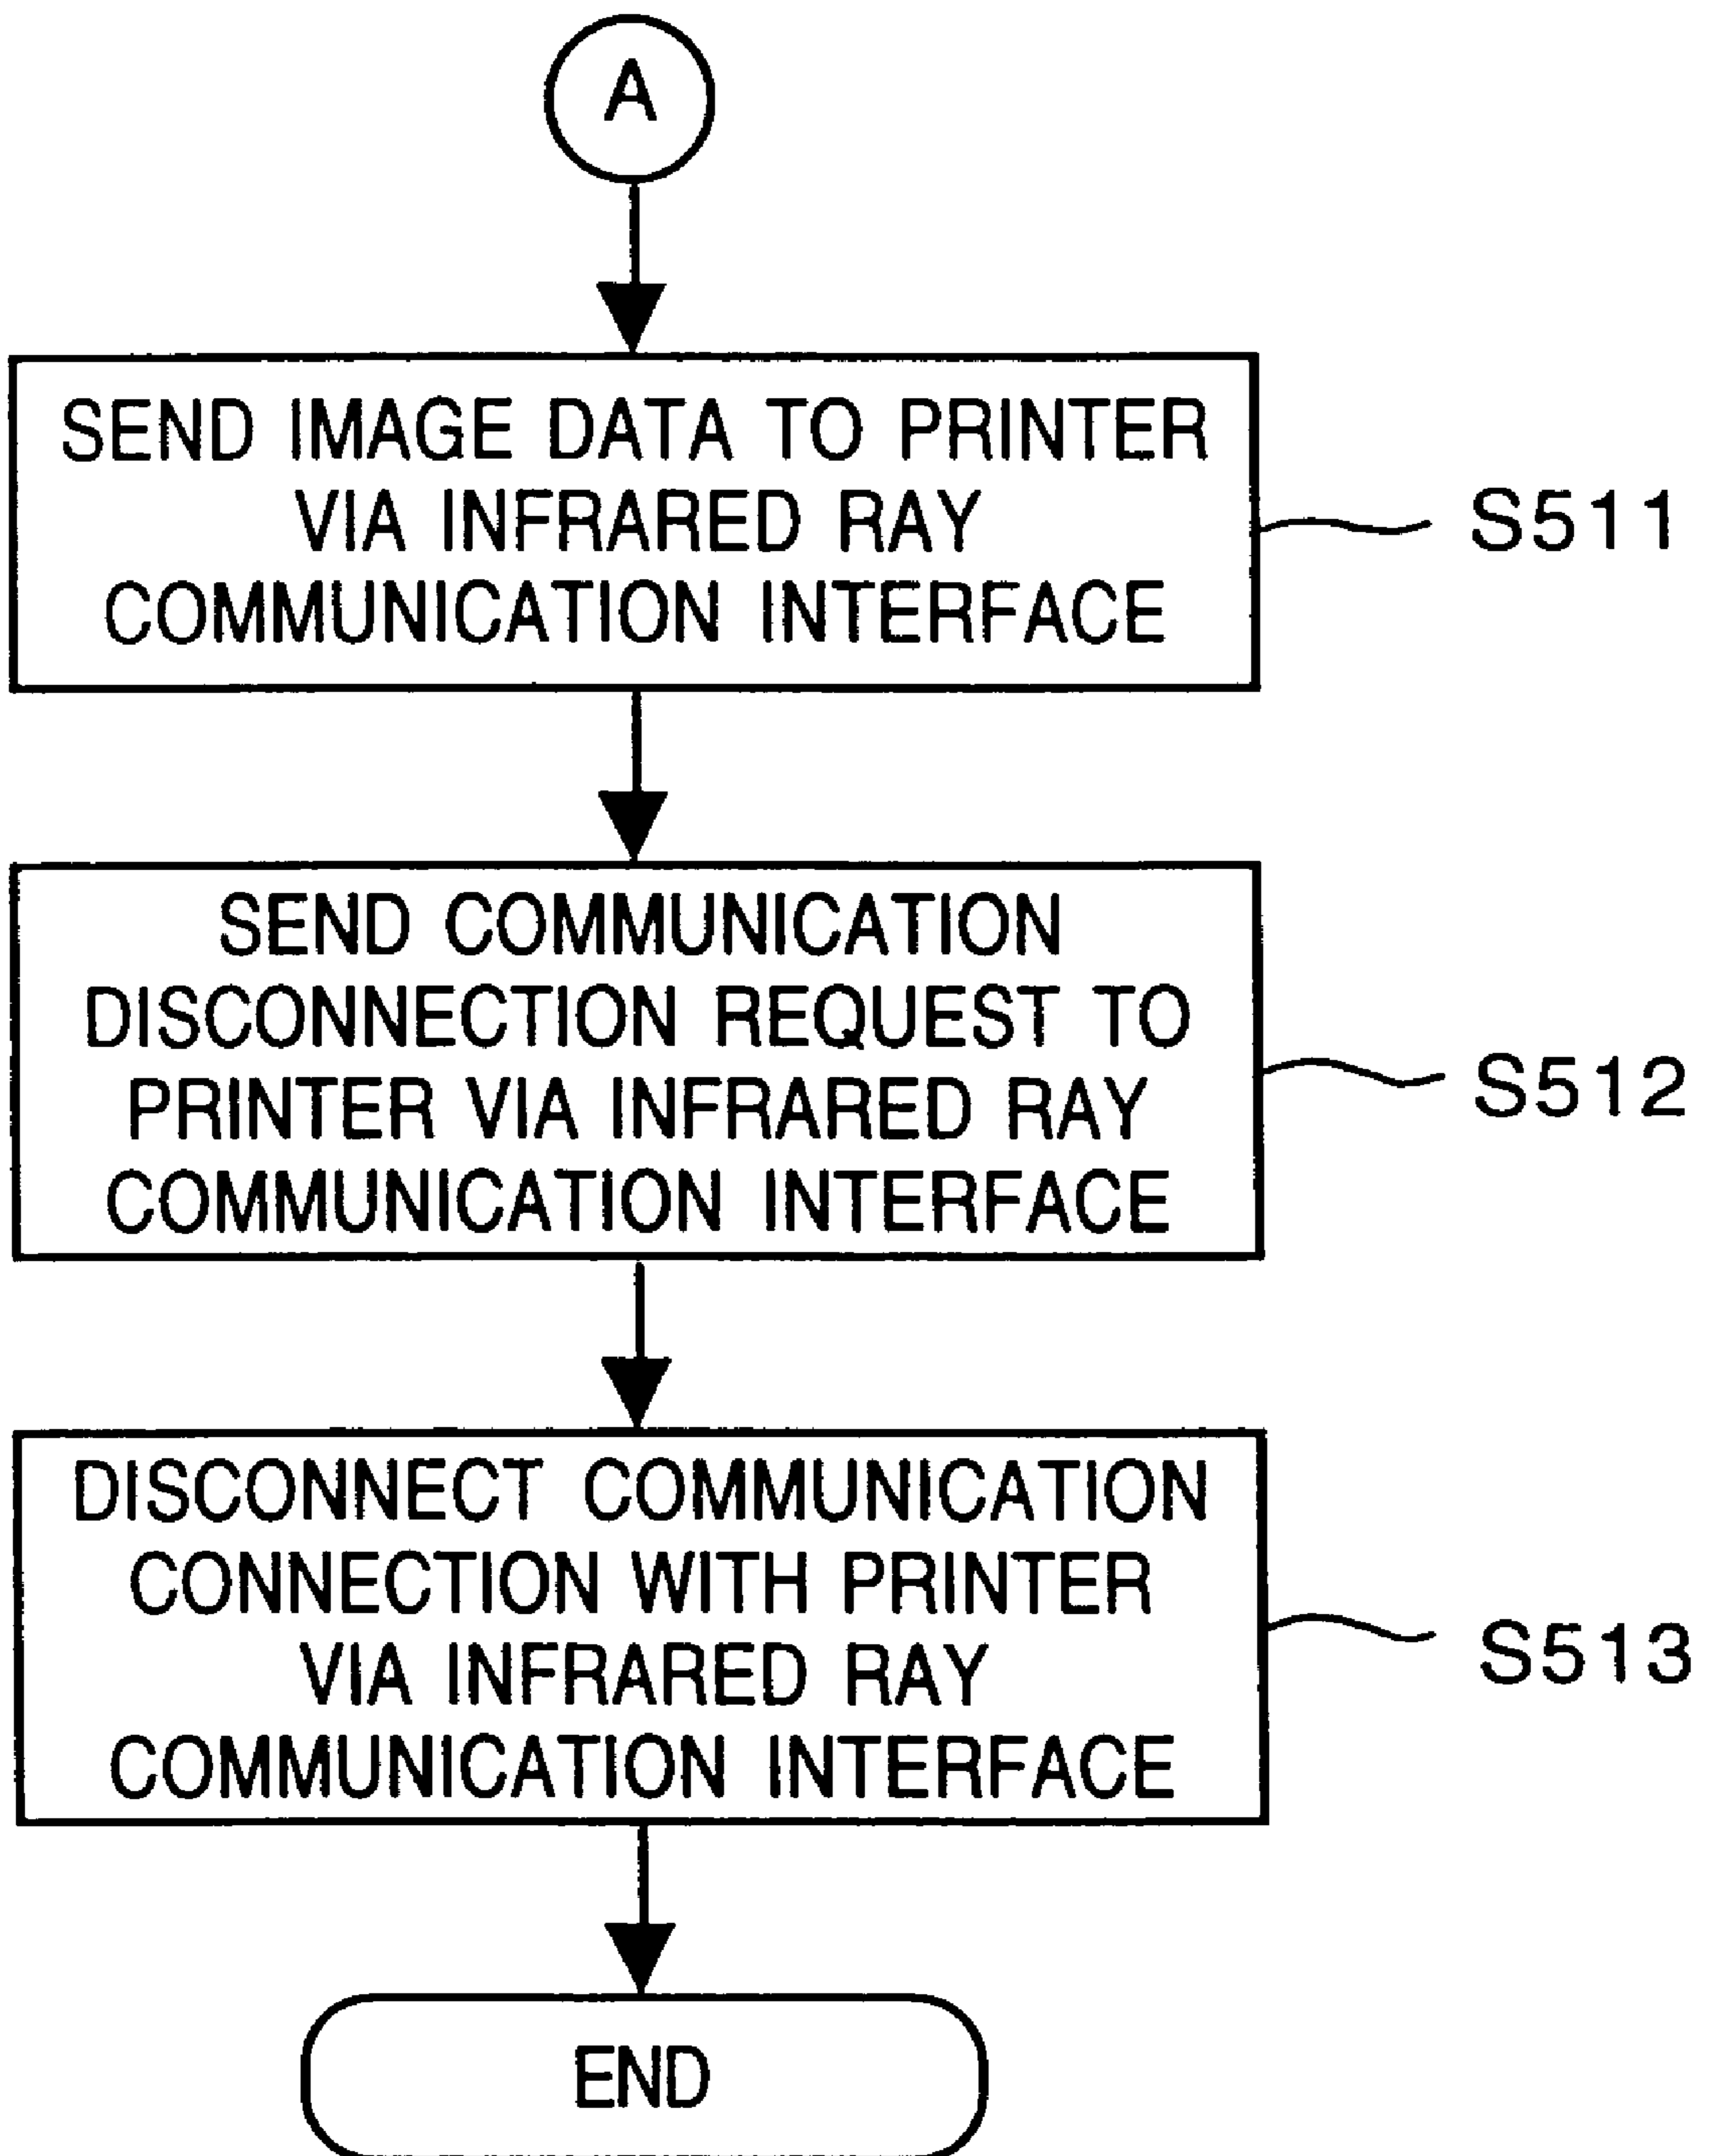 A
SEND IMAGE DATA TO PRINTER
VIA INFRARED RAY
COMMUNICATION INTERFACE
S511
SEND COMMUNICATION
DISCONNECTION REQUEST TO
PRINTER VIA INFRARED RAY
COMMUNICATION INTERFACE
S512
DISCONNECT COMMUNICATION
CONNECTION WITH PRINTER
VIA INFRARED RAY
COMMUNICATION INTERFACE
S513
END